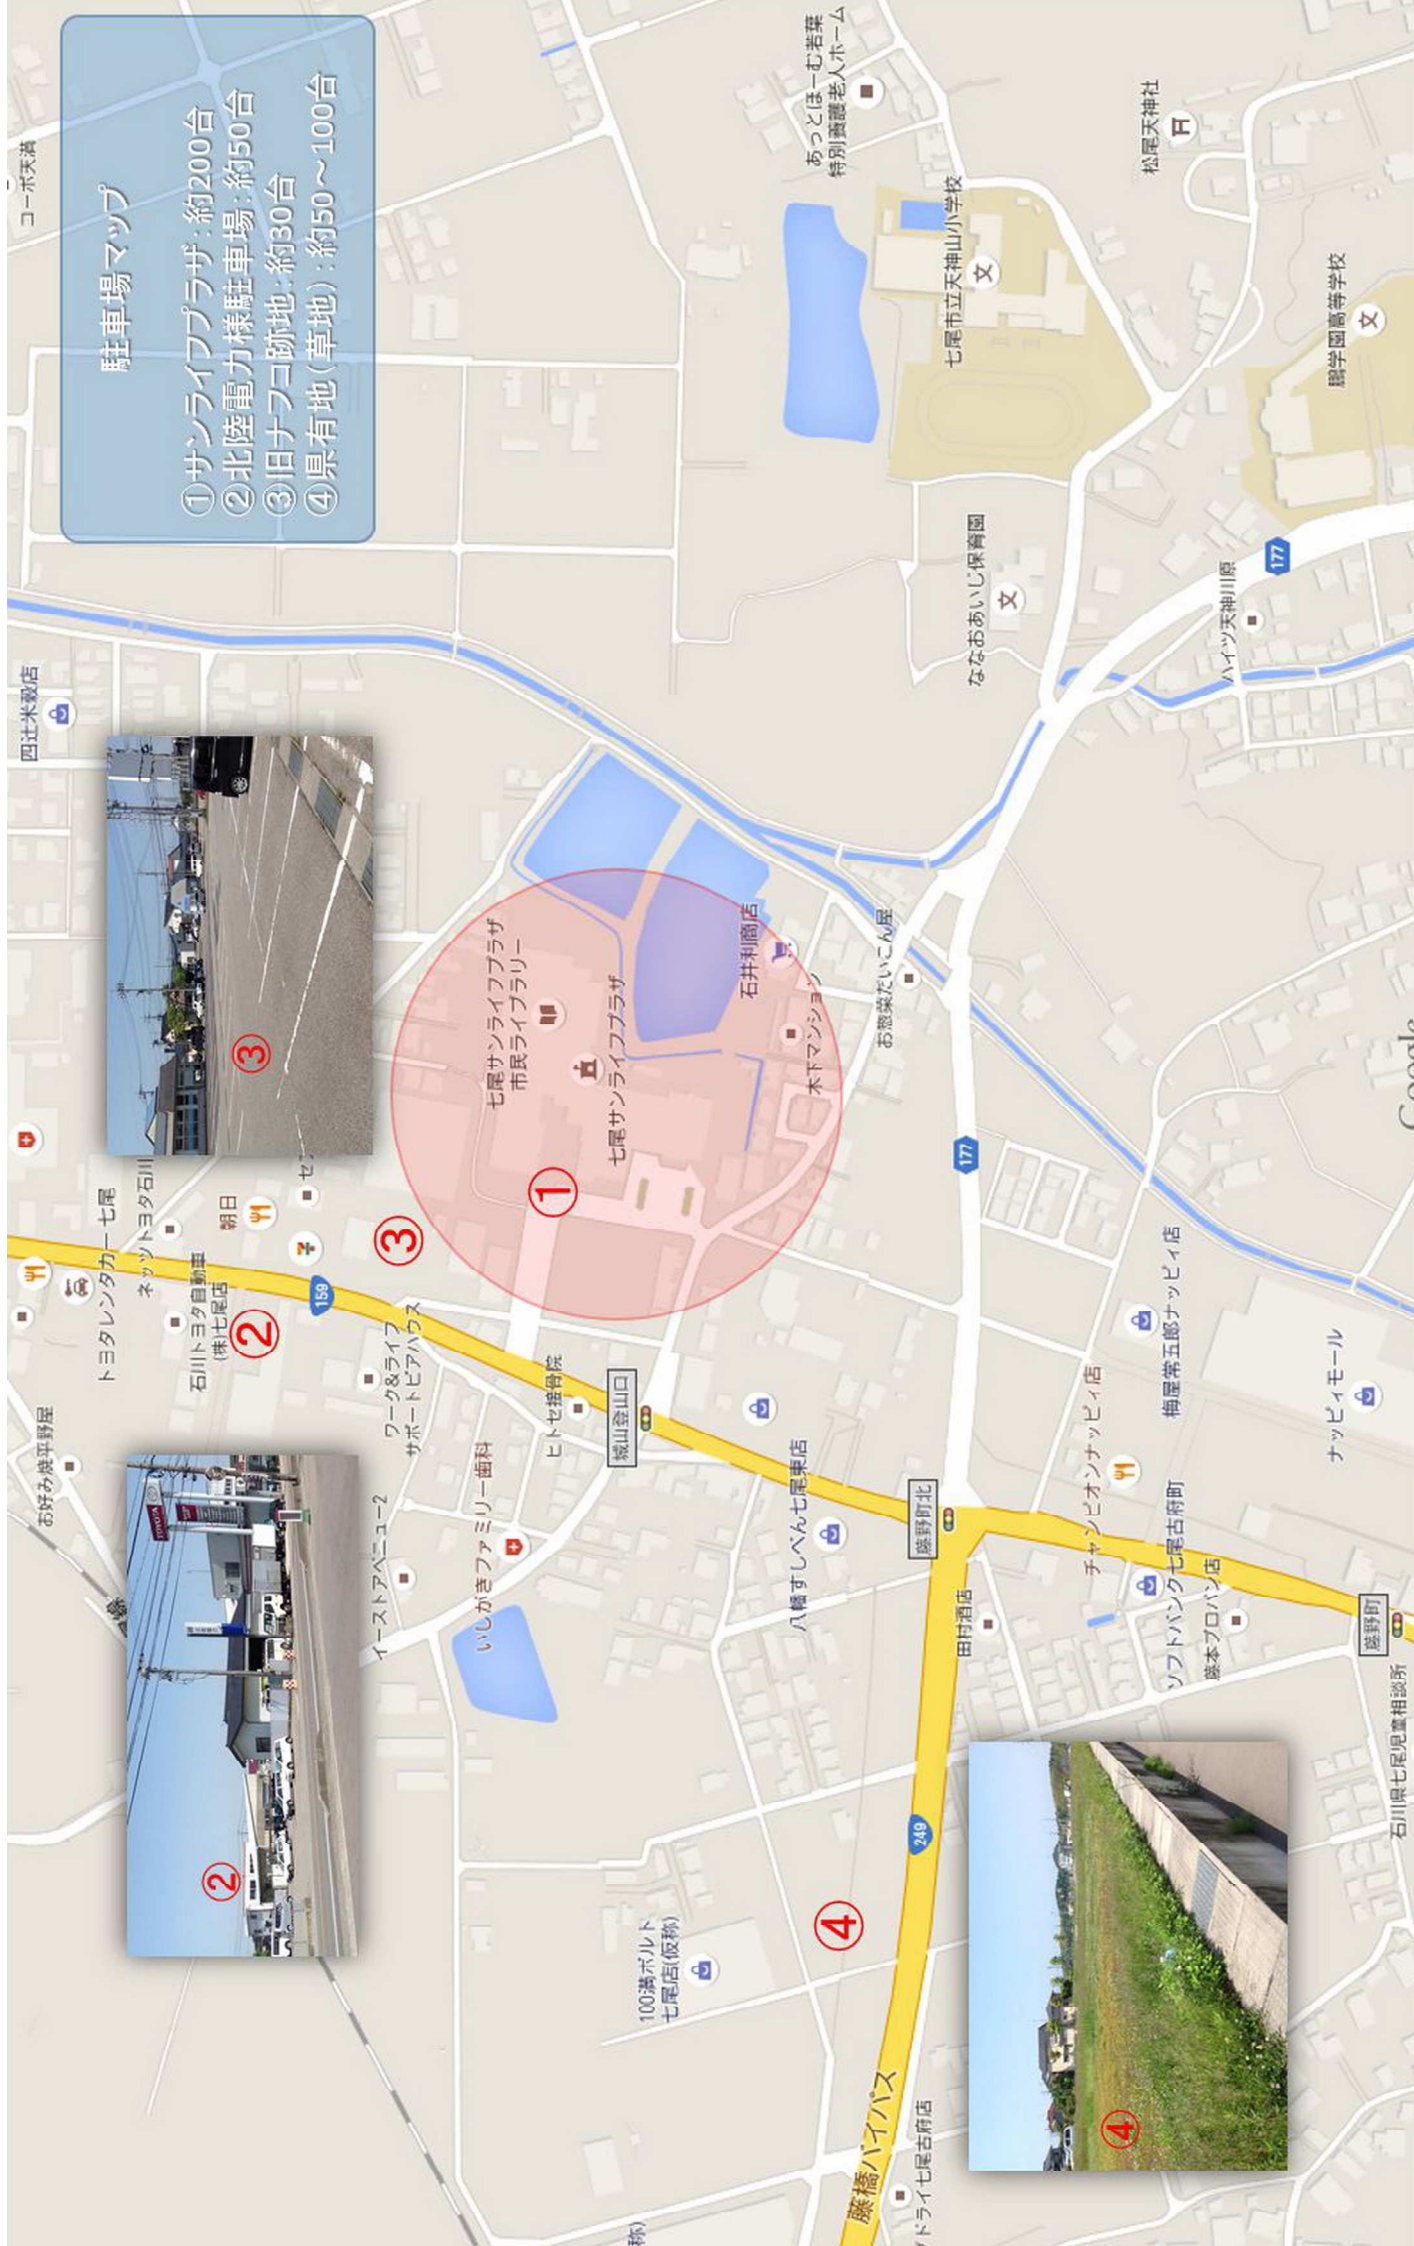 駐車場マップ
①サンライフプラザ：約200台
②北陸電力様駐車場：約50台
③旧ナフコ跡地：約30台
④県有地（草地）：約50～100台
コーポ天満
四辻米穀店
トヨタレンタカー 七尾
ネッツトヨタ石川
朝日
石川トヨタ自動車
(株)七尾店
お好み焼平野屋
159
ワーク&ライフ
サポートピアハウス
イーストアベニュー2
いしがきファミリー歯科
ヒトセ接骨院
城山登山口
七尾サンライフプラザ
市民ライブラリー
七尾サンライフプラザ
石井利商店
木下マンション
お惣菜だいこん屋
あっとほーむ若葉
特別養護老人ホーム
七尾市立天神山小学校
松尾天神社
鵬学園高等学校
ななおあいじ保育園
ハイツ天神川原
177
177
八幡すしべん七尾東店
藤野町北
田村酒店
チャンピオンナッピィ店
梅屋常五郎ナッピィ店
ナッピィモール
ソフトバンク七尾古府町
藤本プロパン店
藤野町
石川県七尾児童相談所
249
100満ボルト
七尾店(仮称)
藤橋バイパス
ドライ七尾古府店
称)
Google
①
②
③
④
②
③
④
TOYOTA